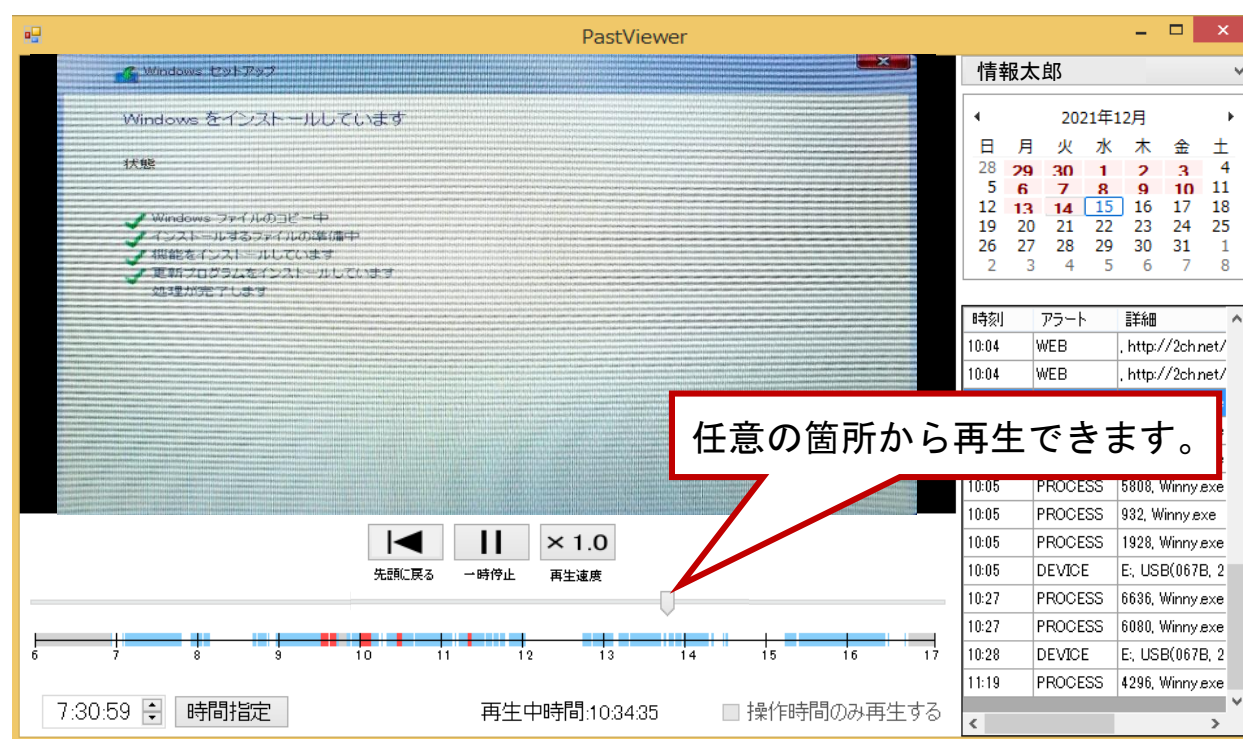 PastViewer
Windows セットアップ
Windows をインストールしています
状態
Windows ファイルのコピー中
インストールするファイルの準備中
機能をインストールしています
更新プログラムをインストールしています
処理が完了します
情報太郎
2021年12月
日 月 火 水 木 金 土
28 29 30 1 2 3 4
5 6 7 8 9 10 11
12 13 14 15 16 17 18
19 20 21 22 23 24 25
26 27 28 29 30 31 1
2 3 4 5 6 7 8
時刻 アラート 詳細
10:04 WEB , http://2ch.net/
10:04 WEB , http://2ch.net/
任意の箇所から再生できます。
10:05 PROCESS 5808, Winny.exe
10:05 PROCESS 932, Winny.exe
10:05 PROCESS 1928, Winny.exe
10:05 DEVICE E:, USB(067B, 2
10:27 PROCESS 6636, Winny.exe
10:27 PROCESS 6080, Winny.exe
10:28 DEVICE E:, USB(067B, 2
11:19 PROCESS 4296, Winny.exe
× 1.0
先頭に戻る 一時停止 再生速度
6 7 8 9 10 11 12 13 14 15 16 17
7:30:59 時間指定 再生中時間:10:34:35 操作時間のみ再生する